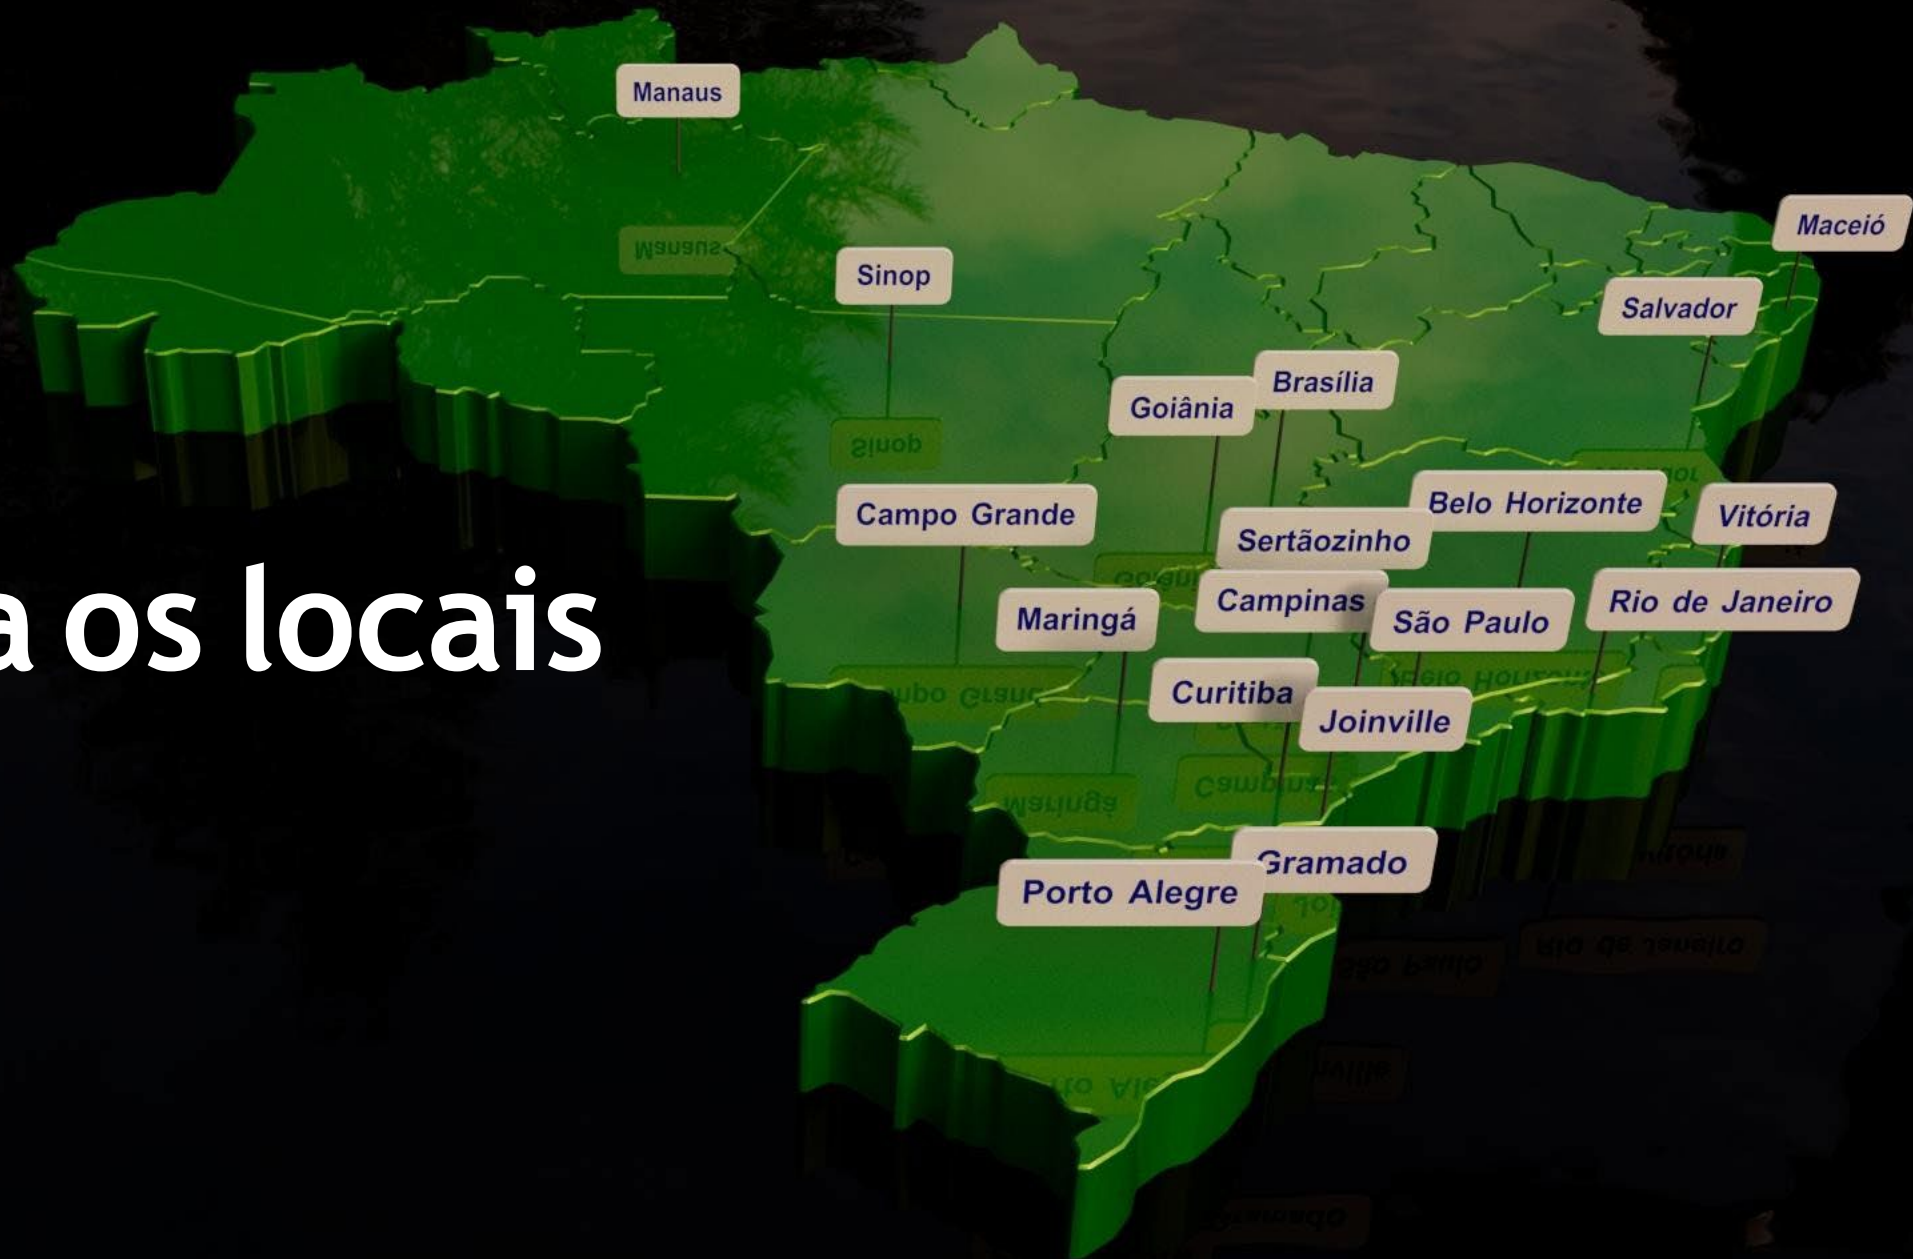 Manaus
Maceió
Sinop
Salvador
Brasília
Goiânia
Belo Horizonte
Vitória
Campo Grande
Sertãozinho
Campinas
Rio de Janeiro
Maringá
São Paulo
a os locais
Curitiba
Joinville
Gramado
Porto Alegre